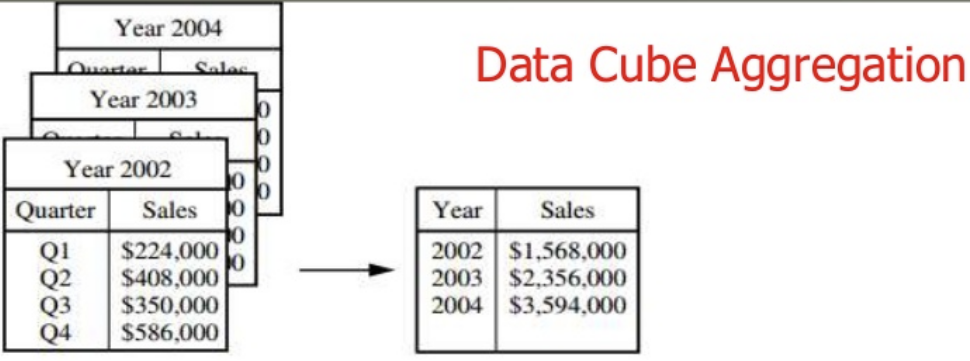 Data Cube Aggregation
Year 2004
Quarter Sales
Year 2003
Year 2002
Quarter Sales
Q1 $224,000
Q2 $408,000
Q3 $350,000
Q4 $586,000
Year Sales
2002 $1,568,000
2003 $2,356,000
2004 $3,594,000